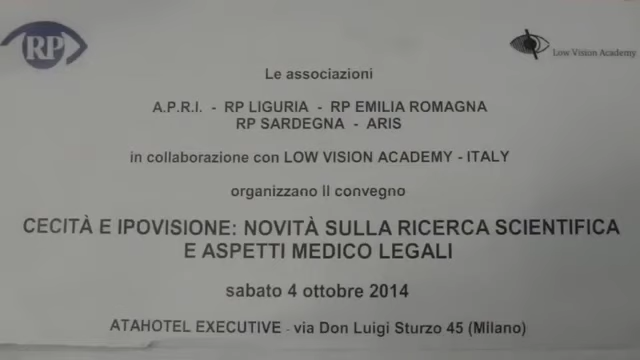 RP
Low Vision Academy
Le associazioni
A.P.R.I. - RP LIGURIA - RP EMILIA ROMAGNA
RP SARDEGNA - ARIS
in collaborazione con LOW VISION ACADEMY - ITALY
organizzano Il convegno
CECITÀ E IPOVISIONE: NOVITÀ SULLA RICERCA SCIENTIFICA
E ASPETTI MEDICO LEGALI
sabato 4 ottobre 2014
ATAHOTEL EXECUTIVE - via Don Luigi Sturzo 45 (Milano)